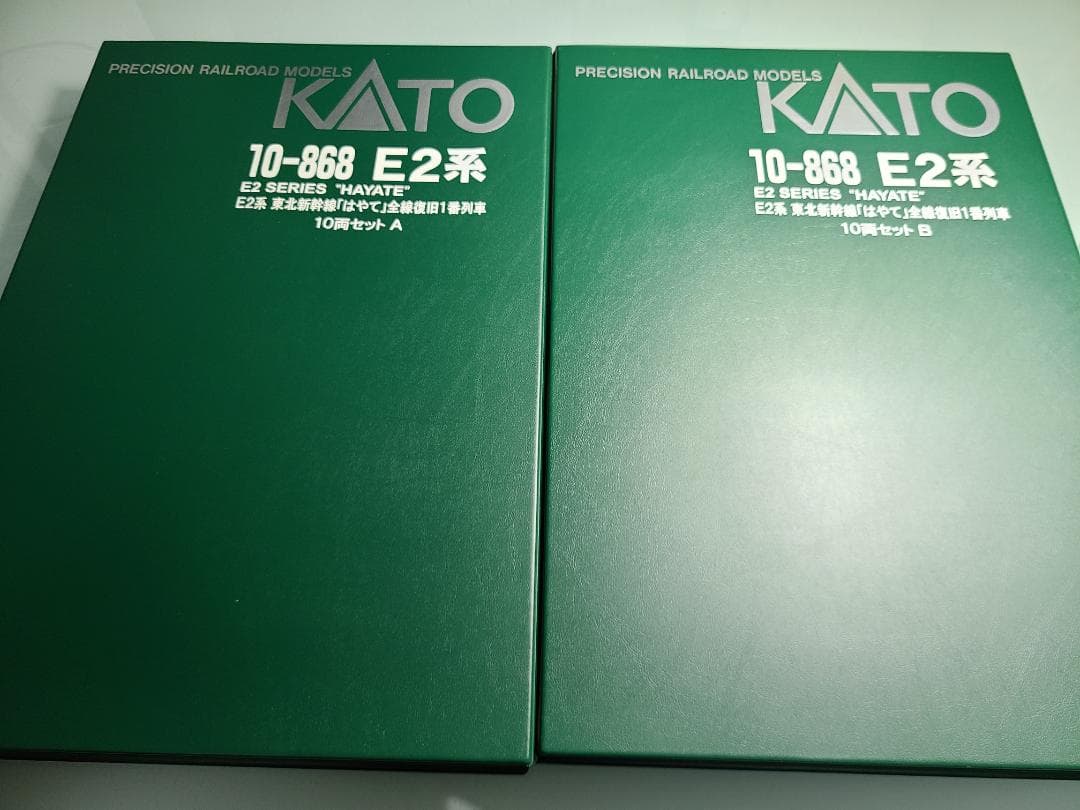 PRECISION RAILROAD MODELS
KATO
10-868 E2系
E2 SERIES "HAYATE"
E2系 東北新幹線「はやて」全線復旧1番列車
10両セット A
PRECISION RAILROAD MODELS
KATO
10-868 E2系
E2 SERIES "HAYATE"
E2系 東北新幹線「はやて」全線復旧1番列車
10両セット B